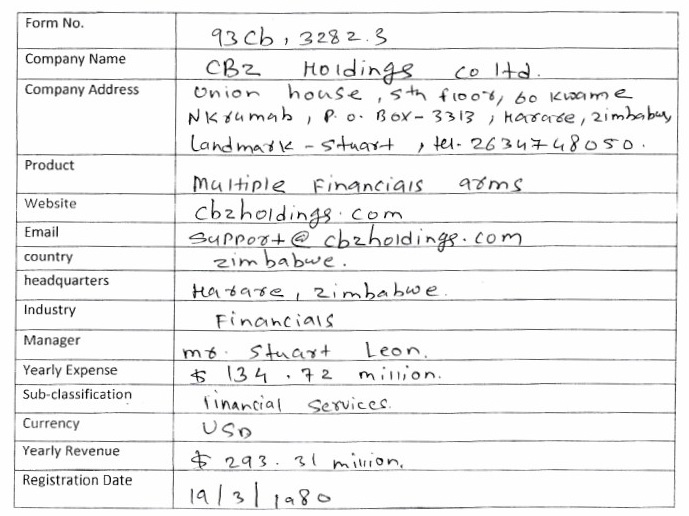 Form No. 93Cb, 3282.3
Company Name CBZ Holdings co ltd.
Company Address Union house, 5th floor, 60 Kwame
Nkrumah, P.O. Box-3313, Harare, Zimbabwe,
Landmark - Stuart, tel. 26347 48050.
Product Multiple Financials arms
Website cbzholdings.com
Email support@cbzholdings.com
country zimbabwe.
headquarters Harare, zimbabwe.
Industry Financials
Manager mr. Stuart Leon.
Yearly Expense $ 134.72 million.
Sub-classification financial services.
Currency USD
Yearly Revenue $ 293.31 million.
Registration Date 19/3/1980